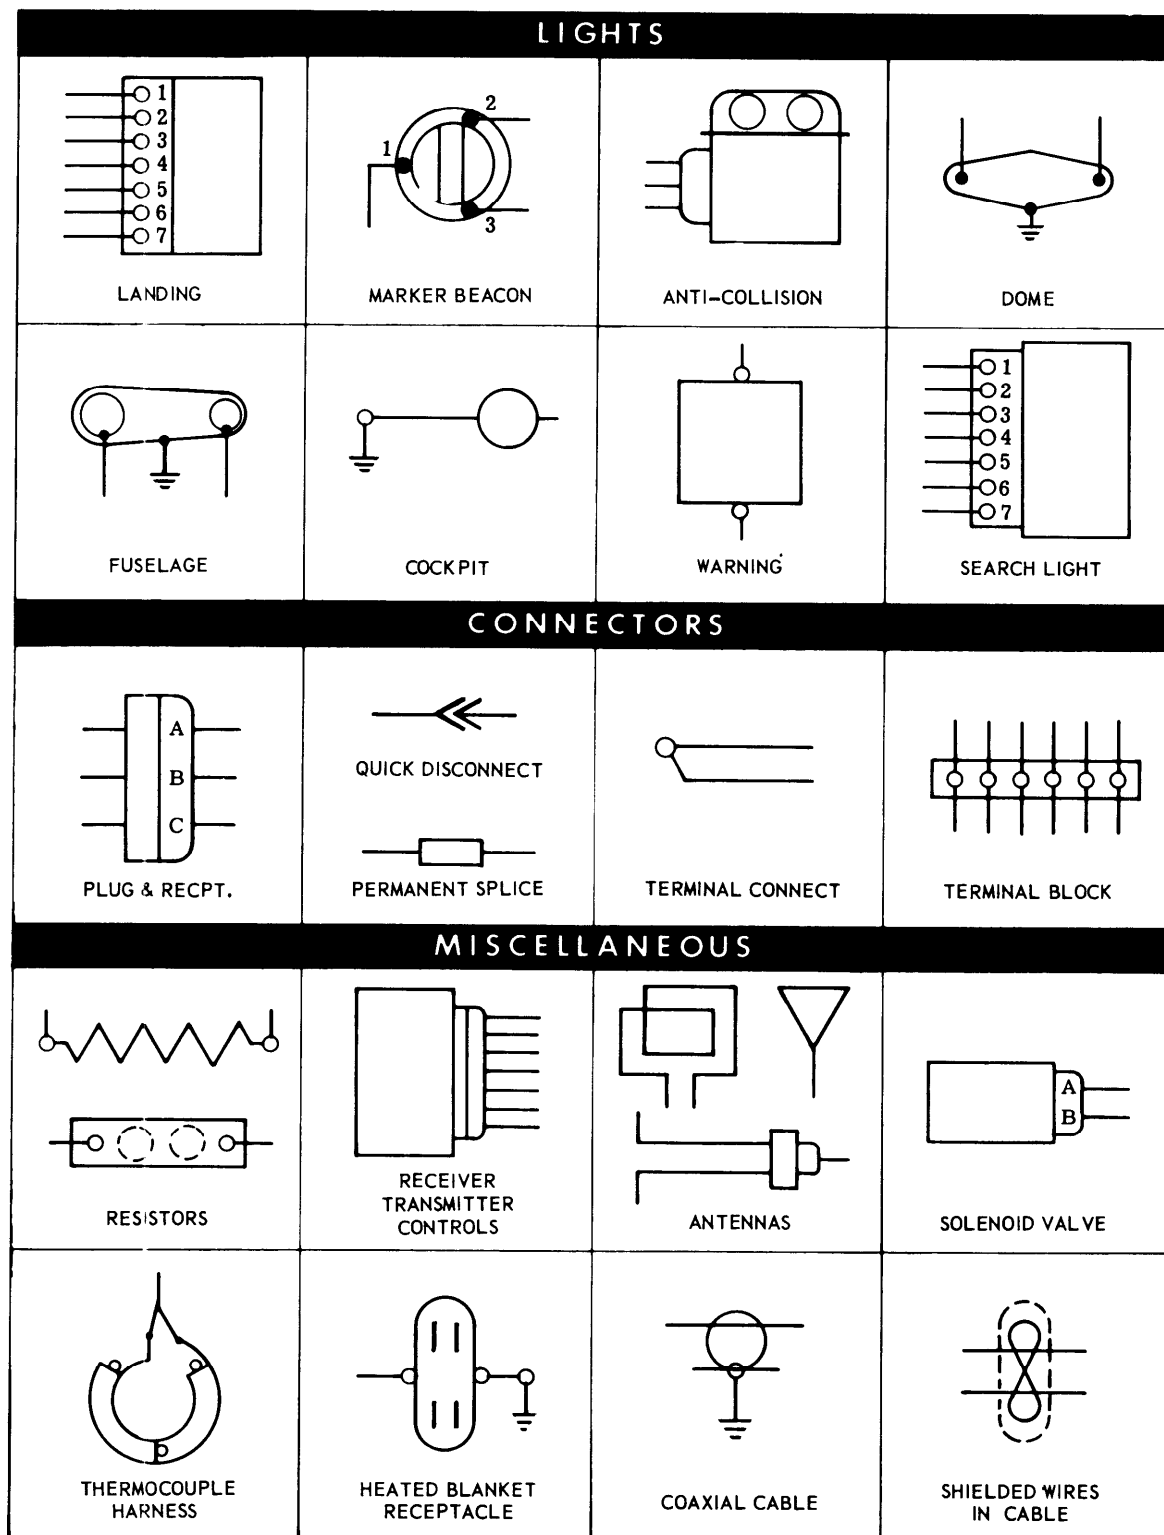 LIGHTS
1
2
3
4
5
6
7
LANDING
1
2
3
MARKER BEACON
ANTI-COLLISION
DOME
FUSELAGE
COCKPIT
WARNING
1
2
3
4
5
6
7
SEARCH LIGHT
CONNECTORS
A
B
C
PLUG & RECPT.
QUICK DISCONNECT
PERMANENT SPLICE
TERMINAL CONNECT
TERMINAL BLOCK
MISCELLANEOUS
RESISTORS
RECEIVER
TRANSMITTER
CONTROLS
ANTENNAS
A
B
SOLENOID VALVE
THERMOCOUPLE
HARNESS
HEATED BLANKET
RECEPTACLE
COAXIAL CABLE
SHIELDED WIRES
IN CABLE